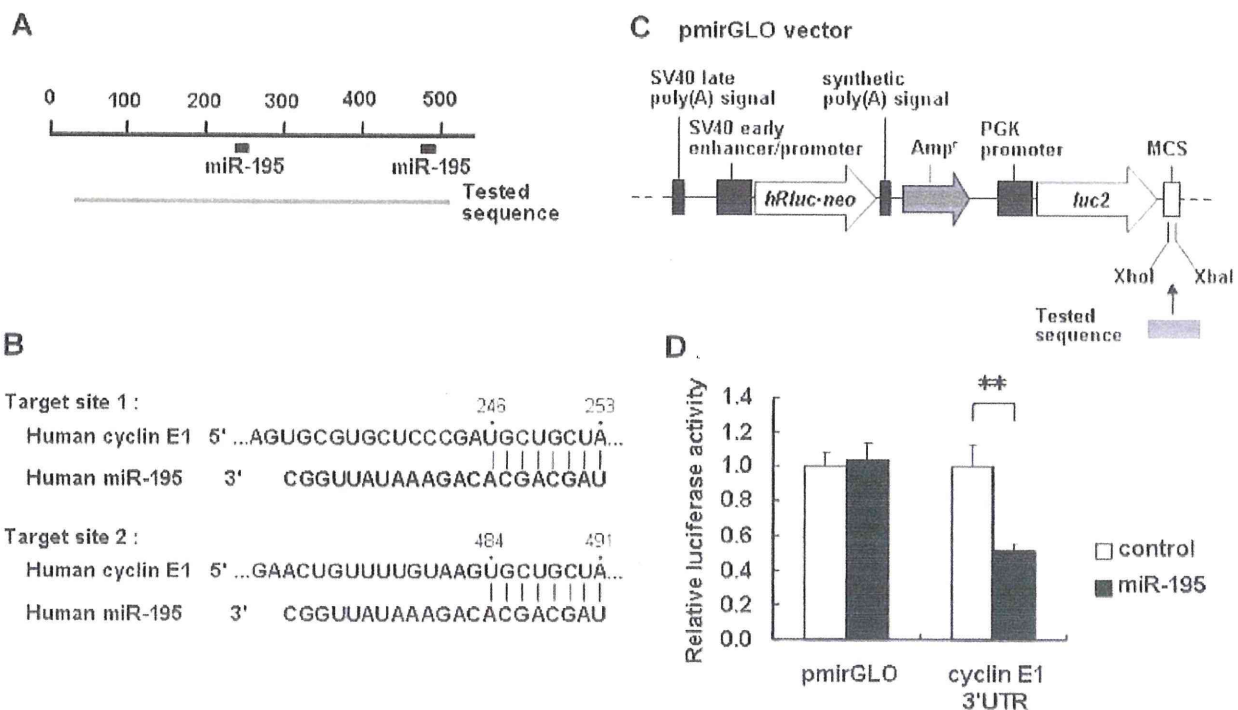 A
0 100 200 300 400 500
miR-195 miR-195
Tested
sequence
B
Target site 1 :
246 253
Human cyclin E1 5' ...AGUGCGUGCUCCCGAUGCUGCUA...
Human miR-195 3' CGGUUAUAAAGACACGACGAU
Target site 2 :
484 491
Human cyclin E1 5' ...GAACUGUUUUGUAAGUGCUGCUA...
Human miR-195 3' CGGUUAUAAAGACACGACGAU
C pmirGLO vector
SV40 late
poly(A) signal
synthetic
poly(A) signal
SV40 early
enhancer/promoter
Ampr
PGK
promoter
MCS
hRluc-neo
luc2
XhoI XbaI
Tested
sequence
D
Relative luciferase activity
1.4
1.2
1.0
0.8
0.6
0.4
0.2
0.0
**
pmirGLO
cyclin E1
3'UTR
control
miR-195